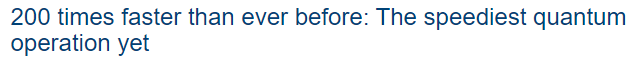 200 times faster than ever before: The speediest quantum
operation yet